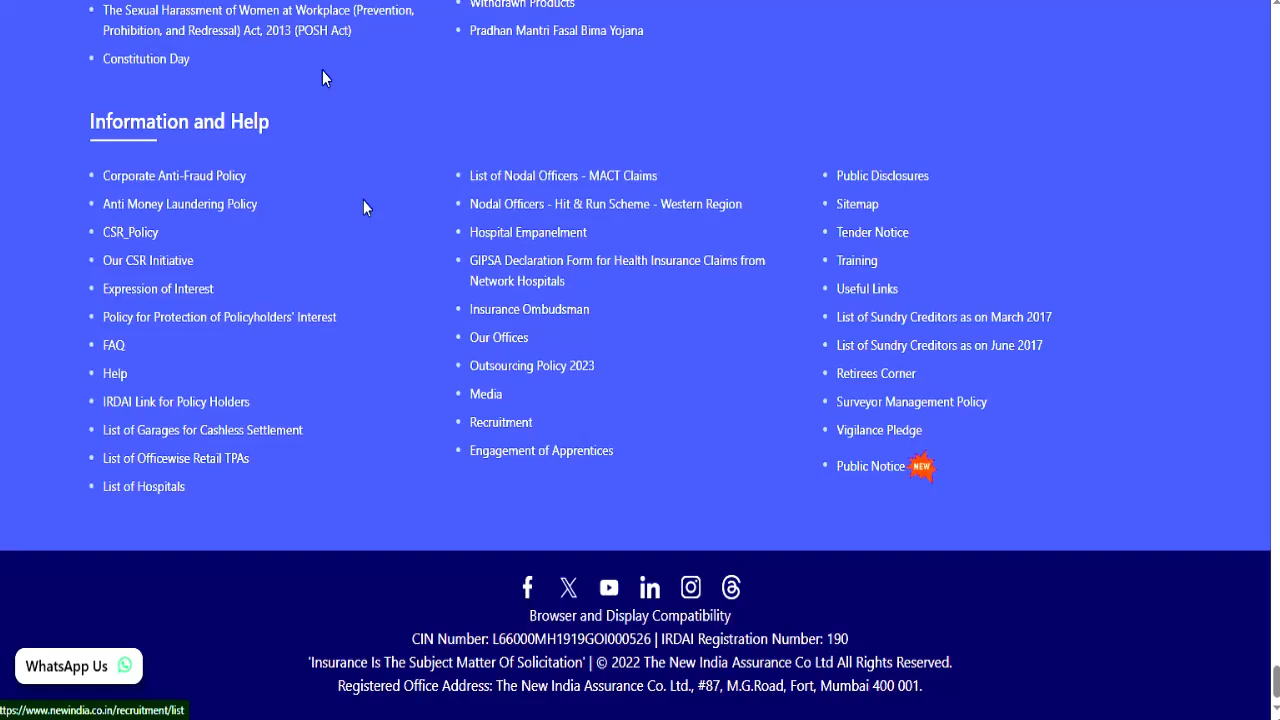 The Sexual Harassment of Women at Workplace (Prevention,
Prohibition, and Redressal) Act, 2013 (POSH Act)
Constitution Day
Withdrawn Products
Pradhan Mantri Fasal Bima Yojana
Information and Help
Corporate Anti-Fraud Policy
Anti Money Laundering Policy
CSR_Policy
Our CSR Initiative
Expression of Interest
Policy for Protection of Policyholders' Interest
FAQ
Help
IRDAI Link for Policy Holders
List of Garages for Cashless Settlement
List of Officewise Retail TPAs
List of Hospitals
List of Nodal Officers - MACT Claims
Nodal Officers - Hit & Run Scheme - Western Region
Hospital Empanelment
GIPSA Declaration Form for Health Insurance Claims from
Network Hospitals
Insurance Ombudsman
Our Offices
Outsourcing Policy 2023
Media
Recruitment
Engagement of Apprentices
Public Disclosures
Sitemap
Tender Notice
Training
Useful Links
List of Sundry Creditors as on March 2017
List of Sundry Creditors as on June 2017
Retirees Corner
Surveyor Management Policy
Vigilance Pledge
Public Notice NEW
Browser and Display Compatibility
CIN Number: L66000MH1919GOI000526 | IRDAI Registration Number: 190
'Insurance Is The Subject Matter Of Solicitation' | © 2022 The New India Assurance Co Ltd All Rights Reserved.
Registered Office Address: The New India Assurance Co. Ltd., #87, M.G.Road, Fort, Mumbai 400 001.
WhatsApp Us
ttps://www.newindia.co.in/recruitment/list